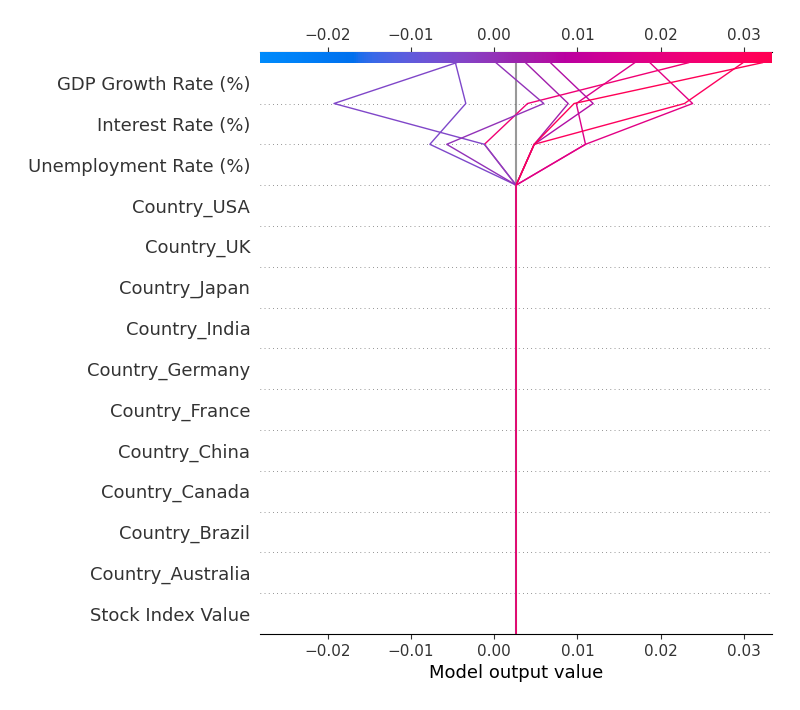 −0.02 −0.01 0.00 0.01 0.02 0.03
GDP Growth Rate (%)
Interest Rate (%)
Unemployment Rate (%)
Country_USA
Country_UK
Country_Japan
Country_India
Country_Germany
Country_France
Country_China
Country_Canada
Country_Brazil
Country_Australia
Stock Index Value
−0.02 −0.01 0.00 0.01 0.02 0.03
Model output value